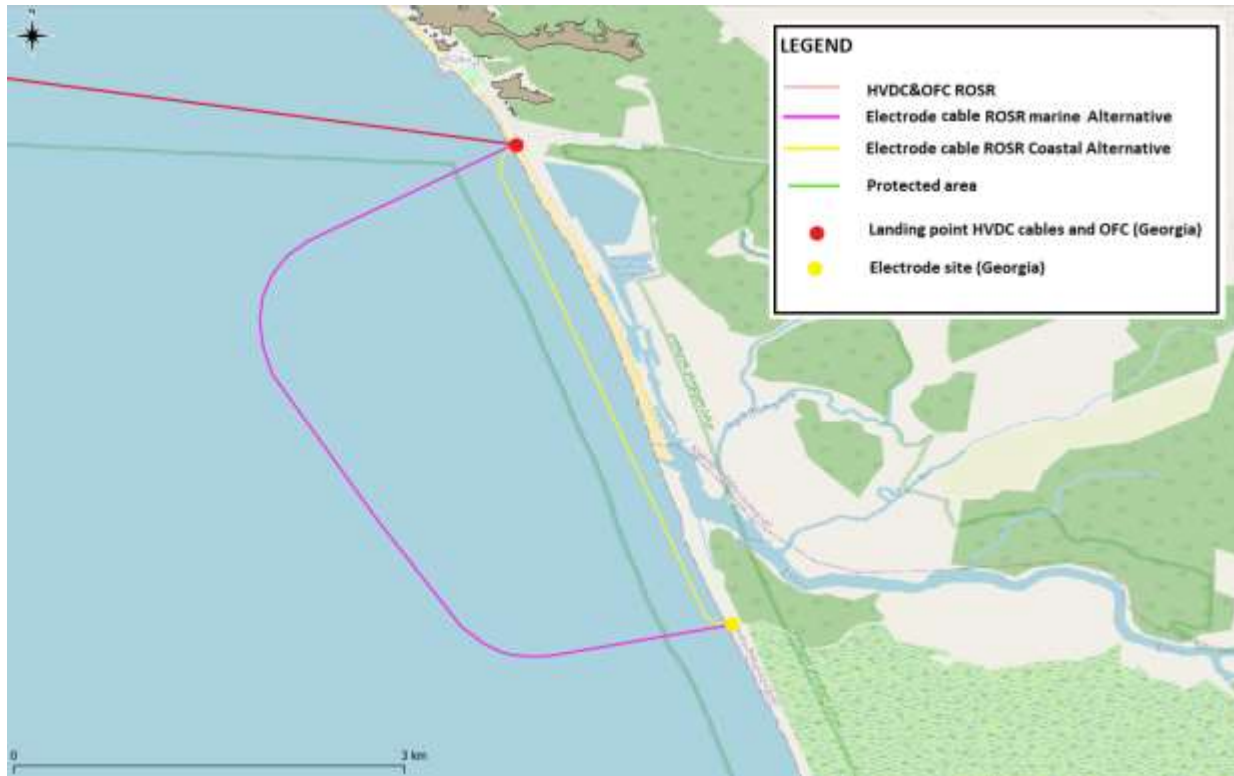 N
LEGEND
HVDC&OFC ROSR
Electrode cable ROSR marine Alternative
Electrode cable ROSR Coastal Alternative
Protected area
Landing point HVDC cables and OFC (Georgia)
Electrode site (Georgia)
0
3 km